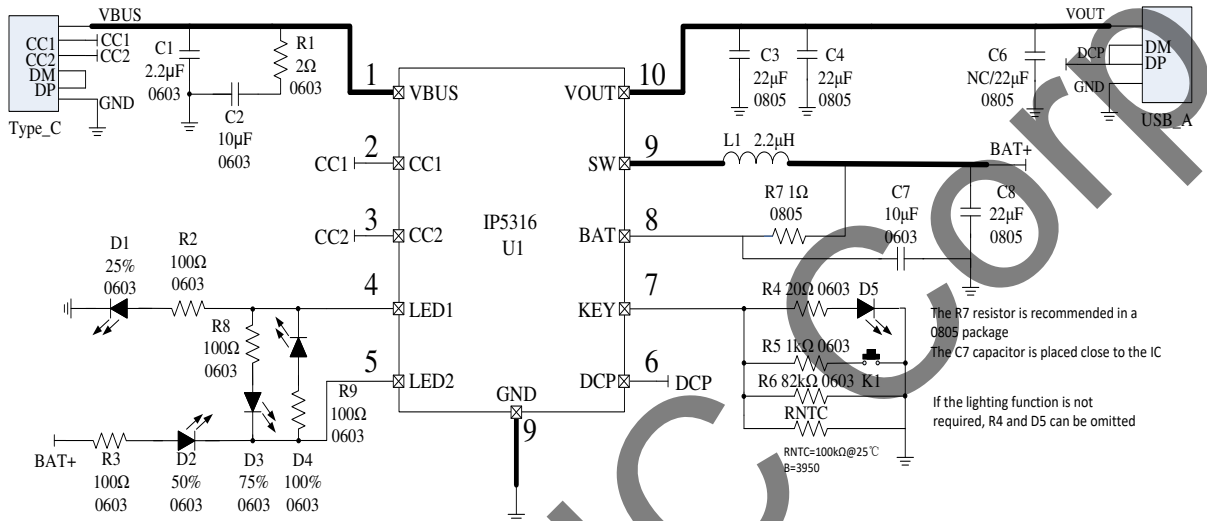 VBUS
CC1
CC1
CC2
CC2
DM
DP
GND
Type_C
C1
2.2µF
0603
R1
2Ω
0603
C2
10µF
0603
1
VBUS
CC1
2
CC1
CC2
3
CC2
4
LED1
5
LED2
IP5316
U1
GND
9
10
VOUT
9
SW
8
BAT
7
KEY
6
DCP
DCP
VOUT
C3
22µF
0805
C4
22µF
0805
C6
NC/22µF
0805
DCP
DM
DP
GND
USB_A
L1 2.2µH
BAT+
R7 1Ω
0805
C7
10µF
0603
C8
22µF
0805
R4 20Ω 0603 D5
R5 1kΩ 0603
R6 82kΩ 0603 K1
RNTC
RNTC=100kΩ@25℃
B=3950
The R7 resistor is recommended in a
0805 package
The C7 capacitor is placed close to the IC
If the lighting function is not
required, R4 and D5 can be omitted
D1
25%
0603
R2
100Ω
0603
R8
100Ω
0603
R9
100Ω
0603
BAT+
R3
100Ω
0603
D2
50%
0603
D3
75%
0603
D4
100%
0603
IC Corp